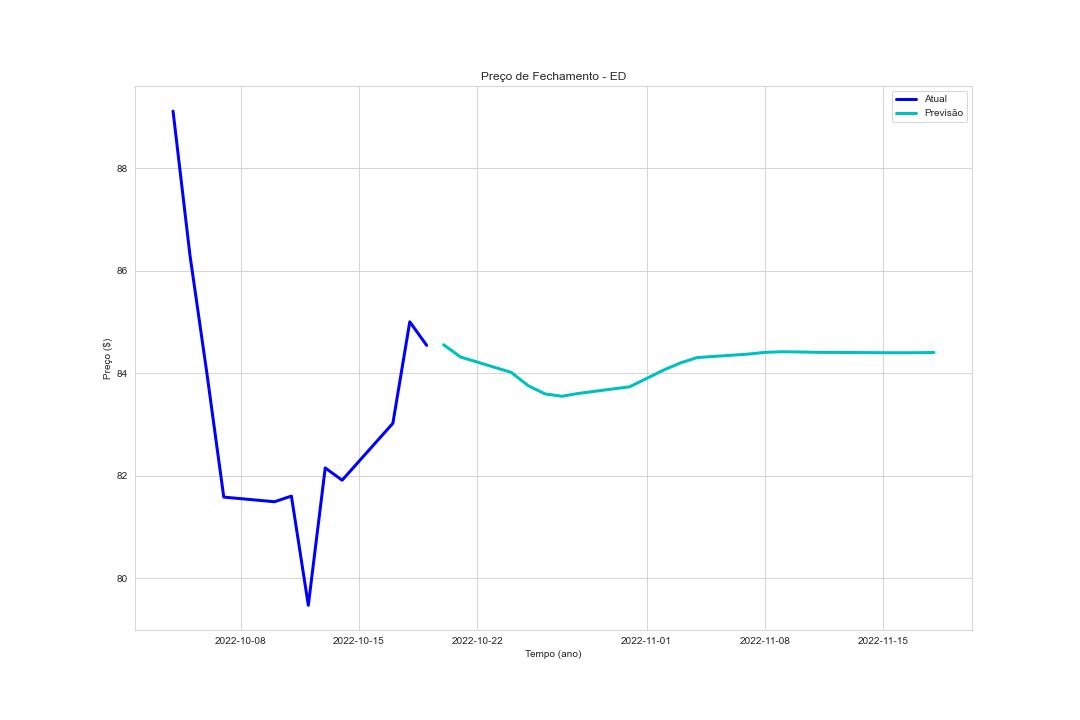 Preço de Fechamento - ED
Atual
Previsão
Preço ($)
88
86
84
82
80
2022-10-08
2022-10-15
2022-10-22
2022-11-01
2022-11-08
2022-11-15
Tempo (ano)